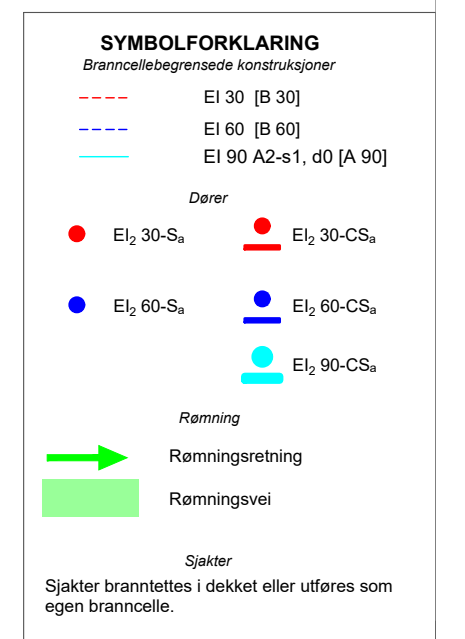 SYMBOLFORKLARING
Branncellebegrensede konstruksjoner
EI 30 [B 30]
EI 60 [B 60]
EI 90 A2-s1, d0 [A 90]
Dører
EI₂ 30-Sₐ
EI₂ 30-CSₐ
EI₂ 60-Sₐ
EI₂ 60-CSₐ
EI₂ 90-CSₐ
Rømning
Rømningsretning
Rømningsvei
Sjakter
Sjakter branntettes i dekket eller utføres som
egen branncelle.